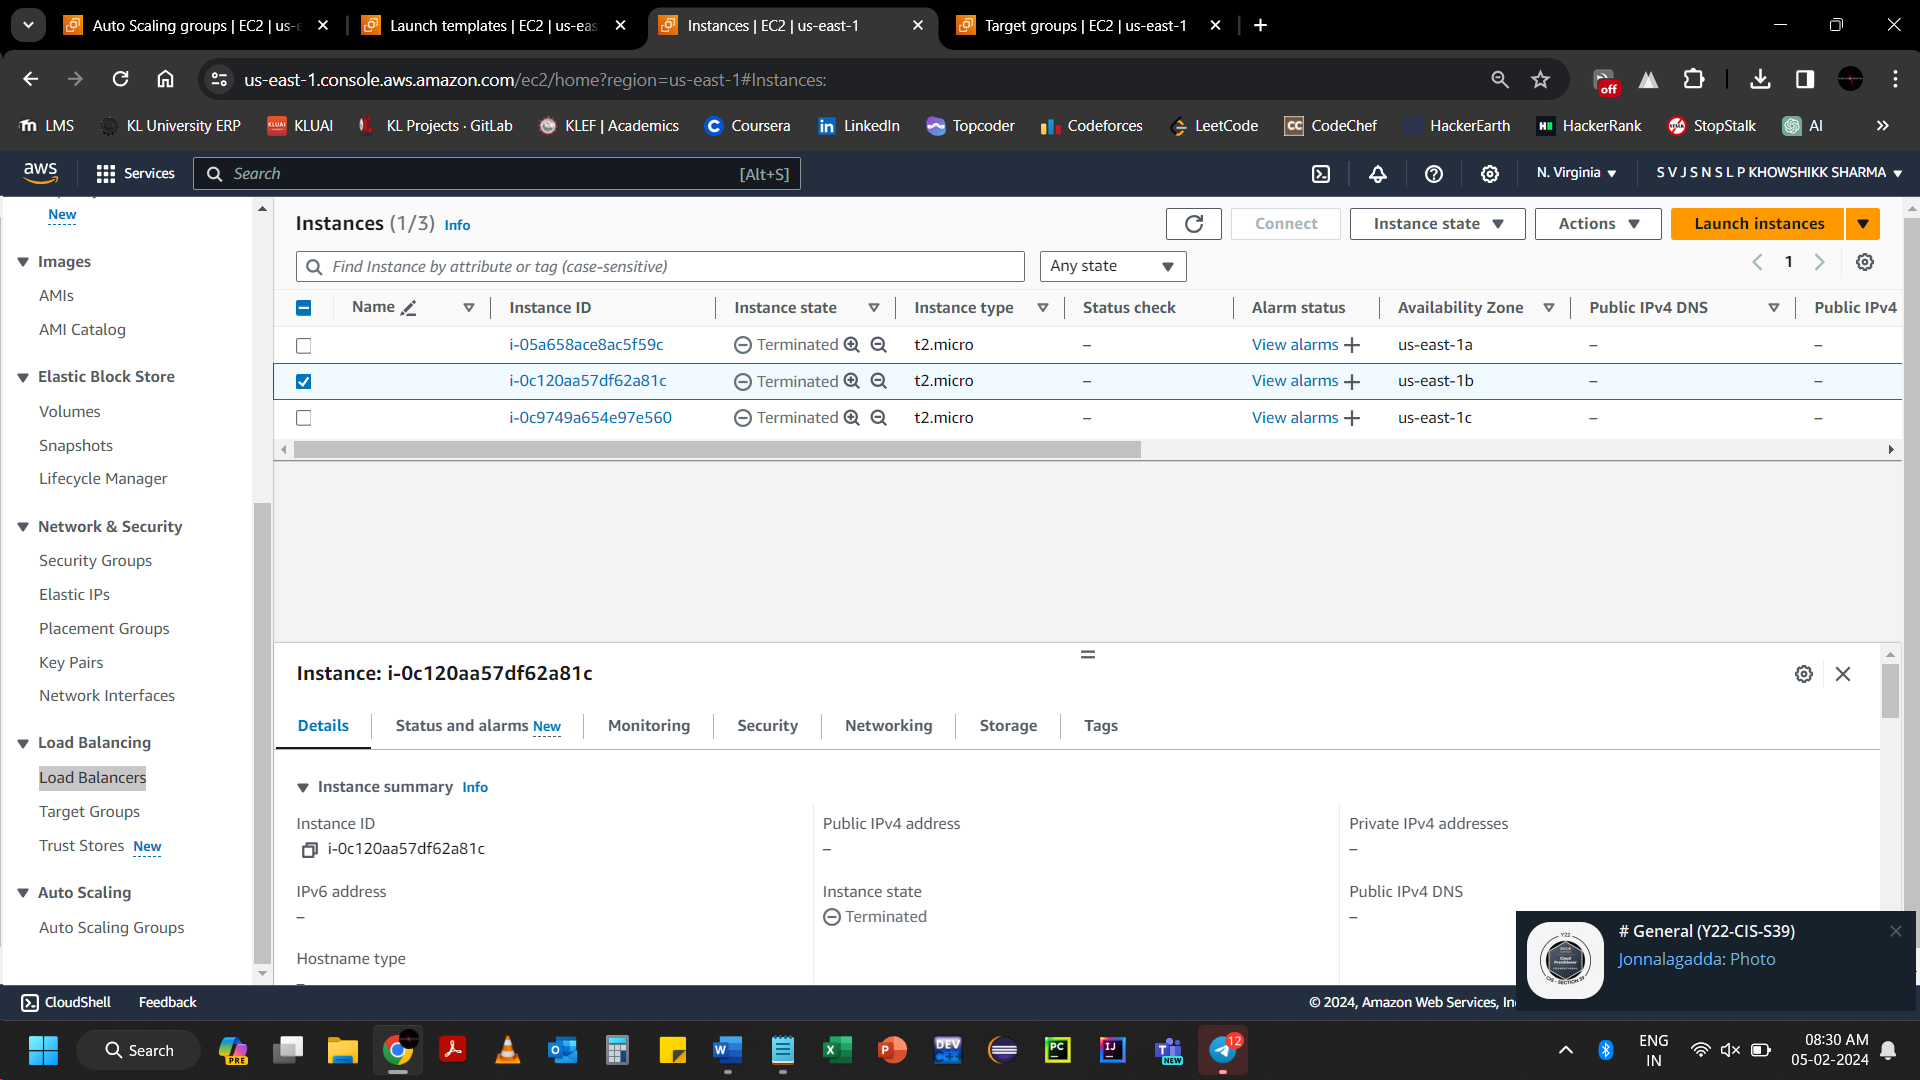 Auto Scaling groups | EC2 | us-e
Launch templates | EC2 | us-eas
Instances | EC2 | us-east-1
Target groups | EC2 | us-east-1
us-east-1.console.aws.amazon.com/ec2/home?region=us-east-1#Instances:
off
LMS
KL University ERP
KLUAI
KL Projects · GitLab
KLEF | Academics
Coursera
LinkedIn
Topcoder
Codeforces
LeetCode
CodeChef
HackerEarth
HackerRank
StopStalk
AI
aws
Services
Search
[Alt+S]
N. Virginia
S V J S N S L P KHOWSHIKK SHARMA
New
Images
AMIs
AMI Catalog
Elastic Block Store
Volumes
Snapshots
Lifecycle Manager
Network & Security
Security Groups
Elastic IPs
Placement Groups
Key Pairs
Network Interfaces
Load Balancing
Load Balancers
Target Groups
Trust Stores New
Auto Scaling
Auto Scaling Groups
Instances (1/3) Info
Connect
Instance state
Actions
Launch instances
Find Instance by attribute or tag (case-sensitive)
Any state
1
Name Instance ID Instance state Instance type Status check Alarm status Availability Zone Public IPv4 DNS Public IPv4
i-05a658ace8ac5f59c Terminated t2.micro – View alarms + us-east-1a – –
i-0c120aa57df62a81c Terminated t2.micro – View alarms + us-east-1b – –
i-0c9749a654e97e560 Terminated t2.micro – View alarms + us-east-1c – –
Instance: i-0c120aa57df62a81c
Details
Status and alarms New
Monitoring
Security
Networking
Storage
Tags
Instance summary Info
Instance ID
i-0c120aa57df62a81c
Public IPv4 address
–
Private IPv4 addresses
–
IPv6 address
–
Instance state
Terminated
Public IPv4 DNS
–
Hostname type
–
# General (Y22-CIS-S39)
Jonnalagadda: Photo
CloudShell
Feedback
© 2024, Amazon Web Services, In
Search
PRE
W
X
P
DEV
C++
PC
IJ
NEW
12
ENG
IN
08:30 AM
05-02-2024